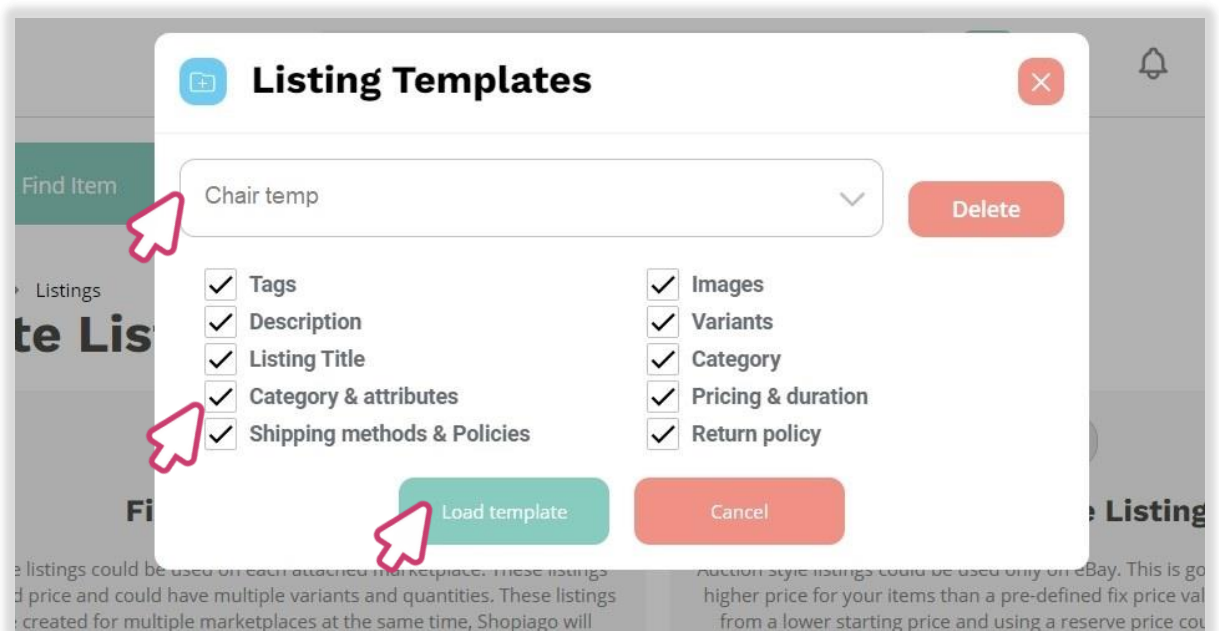 Listing Templates
Find Item
Chair temp
Delete
Listings
te Lis
Tags
Images
Description
Variants
Listing Title
Category
Category & attributes
Pricing & duration
Shipping methods & Policies
Return policy
Load template
Cancel
Fi
Listing
e listings could be used on each attached marketplace. These listings
d price and could have multiple variants and quantities. These listings
created for multiple marketplaces at the same time, Shopiago will
Auction style listings could be used only on eBay. This is go
higher price for your items than a pre-defined fix price val
from a lower starting price and using a reserve price cou